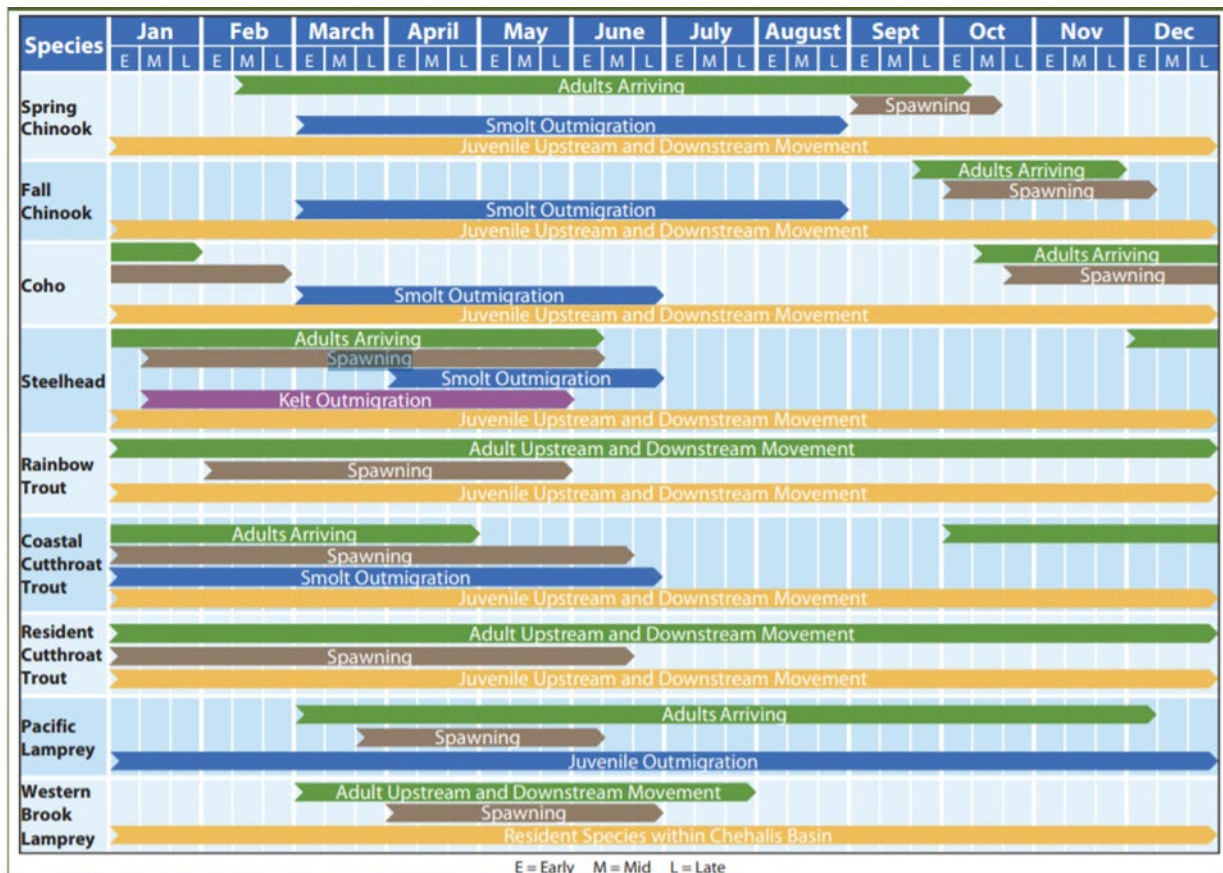 Species Jan Feb March April May June July August Sept Oct Nov Dec
E M L E M L E M L E M L E M L E M L E M L E M L E M L E M L E M L E M L
Spring
Chinook
Adults Arriving
Spawning
Smolt Outmigration
Juvenile Upstream and Downstream Movement
Fall
Chinook
Adults Arriving
Spawning
Smolt Outmigration
Juvenile Upstream and Downstream Movement
Coho
Adults Arriving
Spawning
Smolt Outmigration
Juvenile Upstream and Downstream Movement
Steelhead
Adults Arriving
Spawning
Smolt Outmigration
Kelt Outmigration
Juvenile Upstream and Downstream Movement
Rainbow
Trout
Adult Upstream and Downstream Movement
Spawning
Juvenile Upstream and Downstream Movement
Coastal
Cutthroat
Trout
Adults Arriving
Spawning
Smolt Outmigration
Juvenile Upstream and Downstream Movement
Resident
Cutthroat
Trout
Adult Upstream and Downstream Movement
Spawning
Juvenile Upstream and Downstream Movement
Pacific
Lamprey
Adults Arriving
Spawning
Juvenile Outmigration
Western
Brook
Lamprey
Adult Upstream and Downstream Movement
Spawning
Resident Species within Chehalis Basin
E = Early M = Mid L = Late